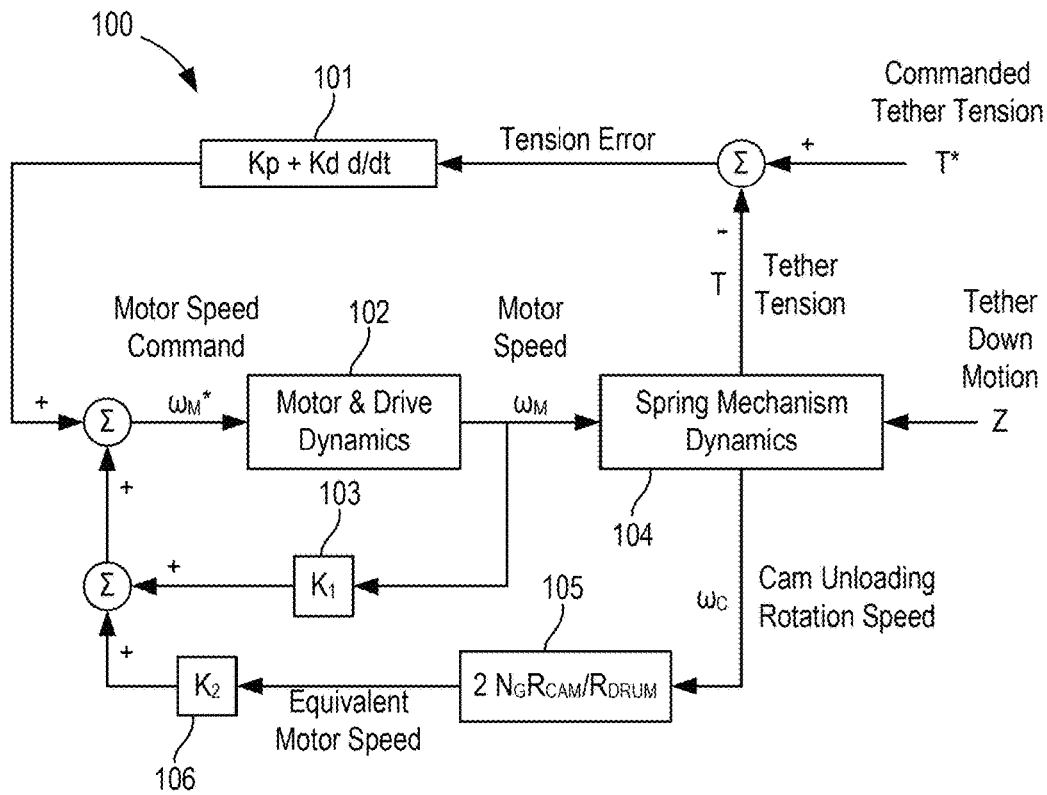 100
101
Commanded
Tether Tension
Kp + Kd d/dt
Tension Error
Σ
+
T*
-
T
Tether
Tension
Motor Speed
Command
102
Motor
Speed
Tether
Down
Motion
+
Σ
ωM*
Motor & Drive
Dynamics
ωM
Spring Mechanism
Dynamics
Z
+
103
104
Σ
+
K1
ωC
Cam Unloading
Rotation Speed
105
+
K2
Equivalent
Motor Speed
2 NGRCAM/RDRUM
106